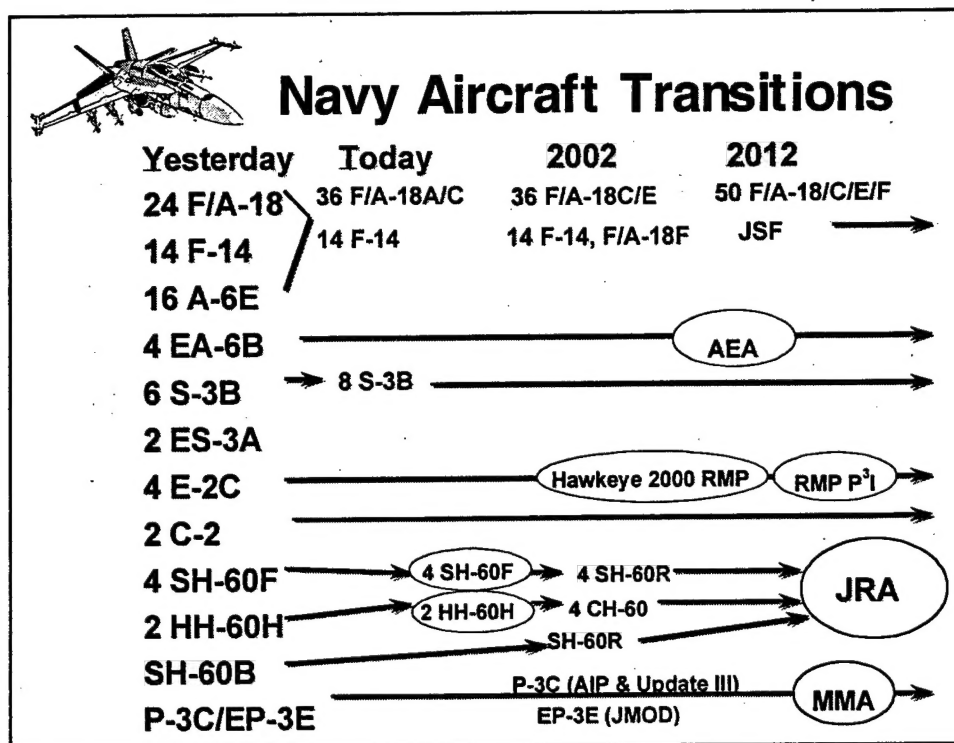 Navy Aircraft Transitions
Yesterday Today 2002 2012
24 F/A-18 36 F/A-18A/C 36 F/A-18C/E 50 F/A-18/C/E/F
14 F-14 14 F-14 14 F-14, F/A-18F JSF
16 A-6E
4 EA-6B AEA
6 S-3B 8 S-3B
2 ES-3A
4 E-2C Hawkeye 2000 RMP RMP P³I
2 C-2
4 SH-60F 4 SH-60F 4 SH-60R JRA
2 HH-60H 2 HH-60H 4 CH-60
SH-60B SH-60R
P-3C (AIP & Update III) MMA
P-3C/EP-3E EP-3E (JMOD)